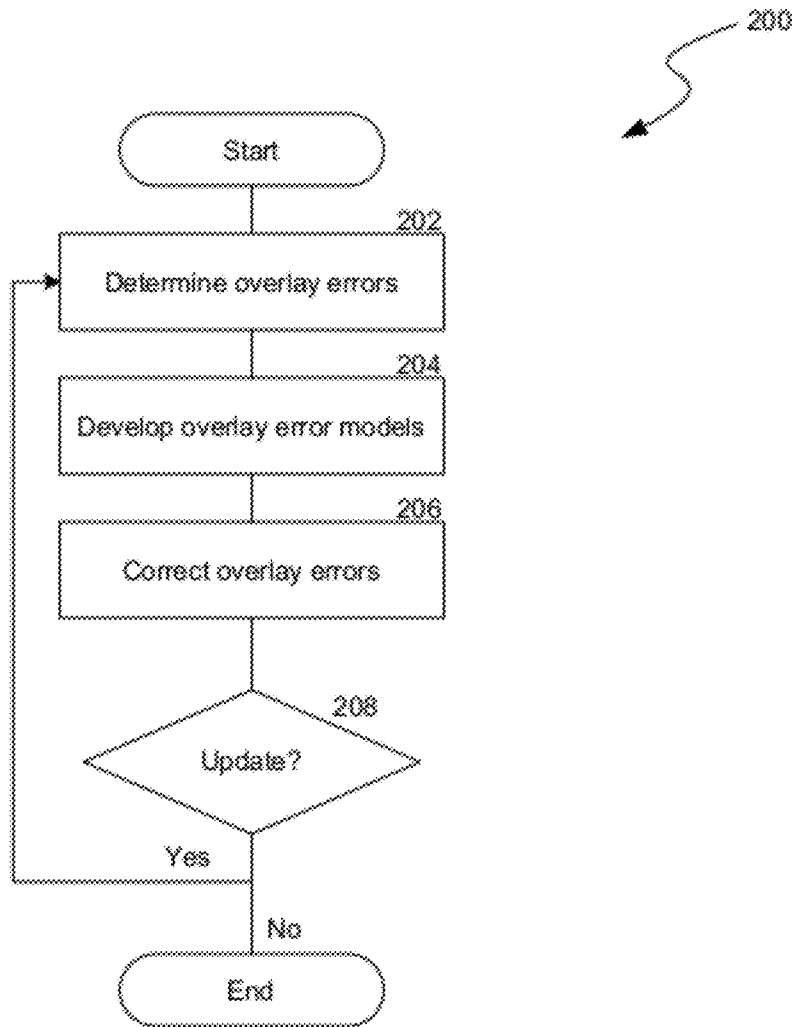 200
Start
202
Determine overlay errors
204
Develop overlay error models
206
Correct overlay errors
208
Update?
Yes
No
End